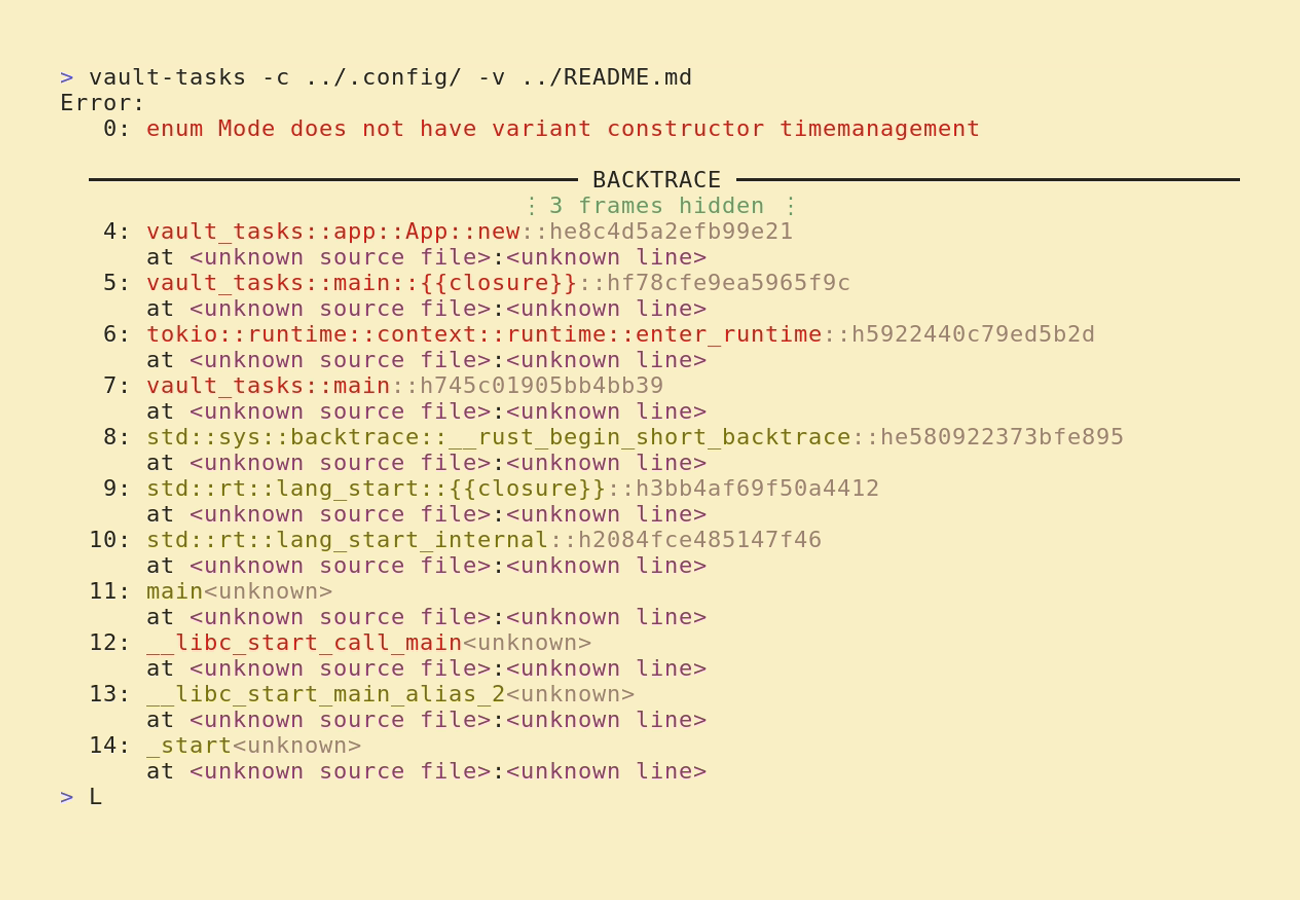 > vault-tasks -c ../.config/ -v ../README.md
Error:
   0: enum Mode does not have variant constructor timemanagement
BACKTRACE
⋮ 3 frames hidden ⋮
   4: vault_tasks::app::App::new::he8c4d5a2efb99e21
      at <unknown source file>:<unknown line>
   5: vault_tasks::main::{{closure}}::hf78cfe9ea5965f9c
      at <unknown source file>:<unknown line>
   6: tokio::runtime::context::runtime::enter_runtime::h5922440c79ed5b2d
      at <unknown source file>:<unknown line>
   7: vault_tasks::main::h745c01905bb4bb39
      at <unknown source file>:<unknown line>
   8: std::sys::backtrace::__rust_begin_short_backtrace::he580922373bfe895
      at <unknown source file>:<unknown line>
   9: std::rt::lang_start::{{closure}}::h3bb4af69f50a4412
      at <unknown source file>:<unknown line>
  10: std::rt::lang_start_internal::h2084fce485147f46
      at <unknown source file>:<unknown line>
  11: main<unknown>
      at <unknown source file>:<unknown line>
  12: __libc_start_call_main<unknown>
      at <unknown source file>:<unknown line>
  13: __libc_start_main_alias_2<unknown>
      at <unknown source file>:<unknown line>
  14: _start<unknown>
      at <unknown source file>:<unknown line>
> L